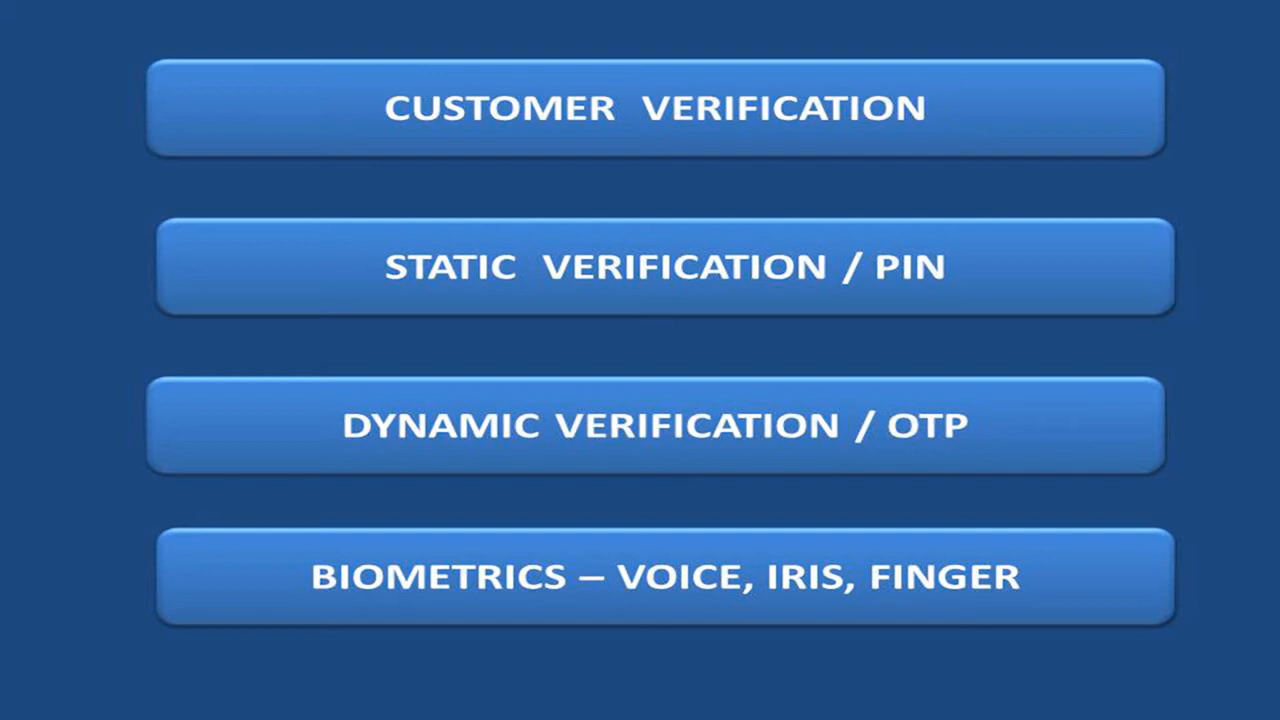 CUSTOMER VERIFICATION
STATIC VERIFICATION / PIN
DYNAMIC VERIFICATION / OTP
BIOMETRICS – VOICE, IRIS, FINGER